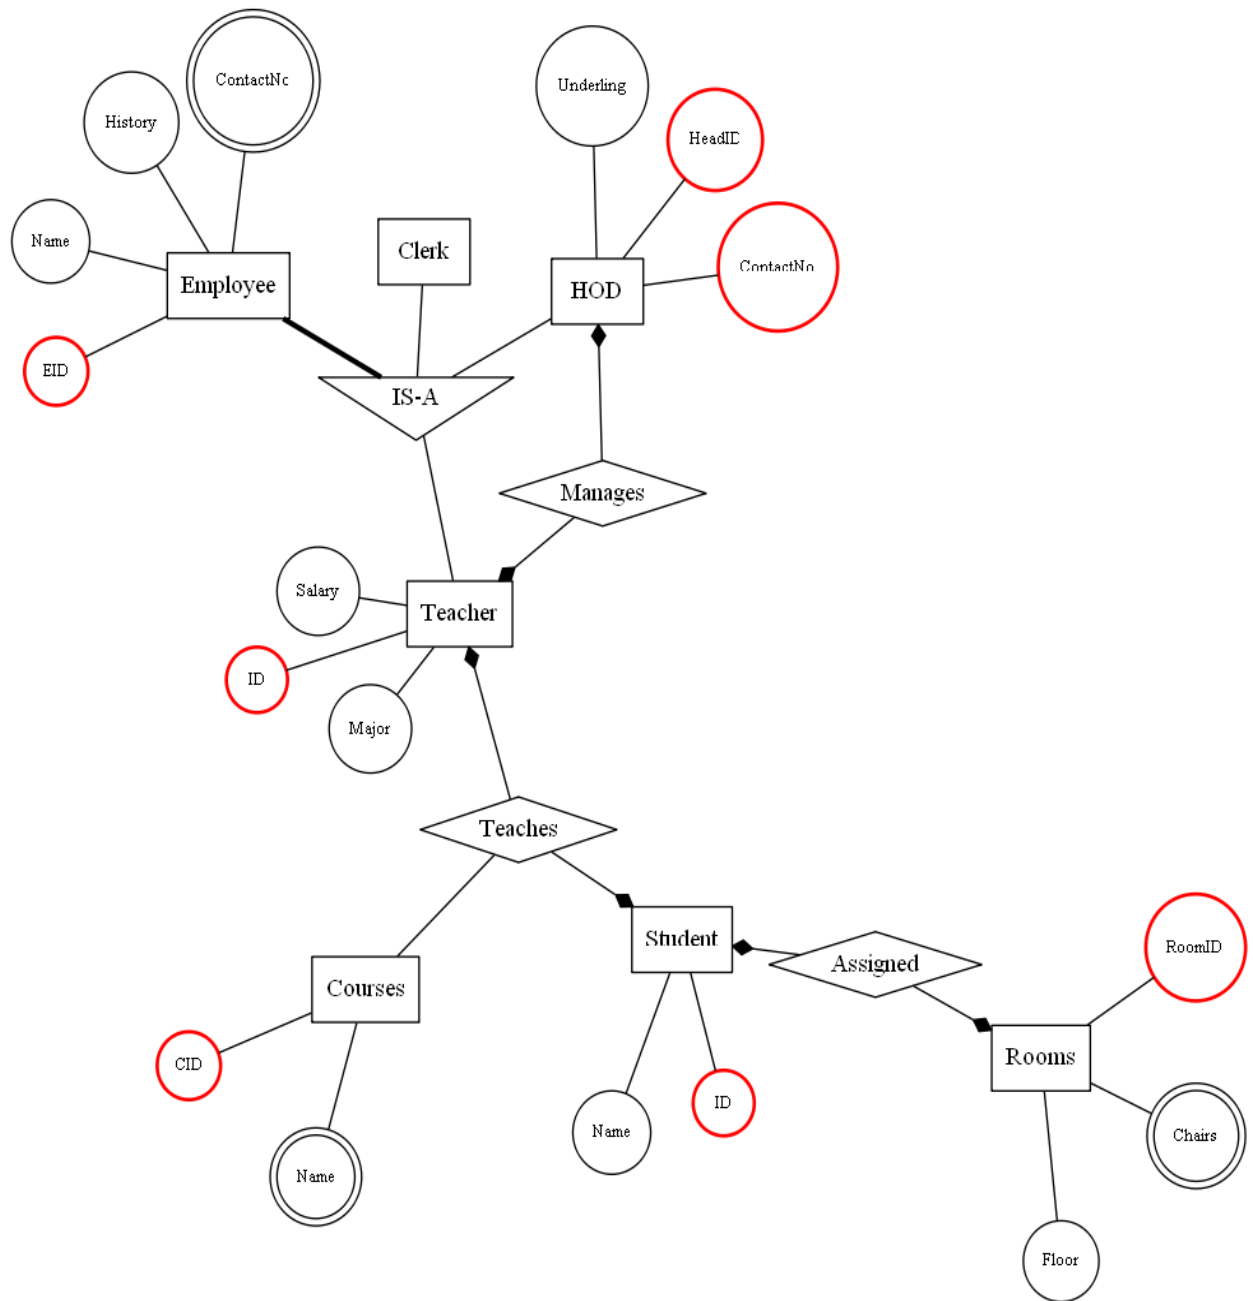 ContactNo
Underling
History
HeadID
Name
Clerk
ContactNo
Employee
HOD
EID
IS-A
Manages
Salary
Teacher
ID
Major
Teaches
Student
RoomID
Assigned
Courses
Rooms
CID
ID
Name
Chairs
Name
Floor